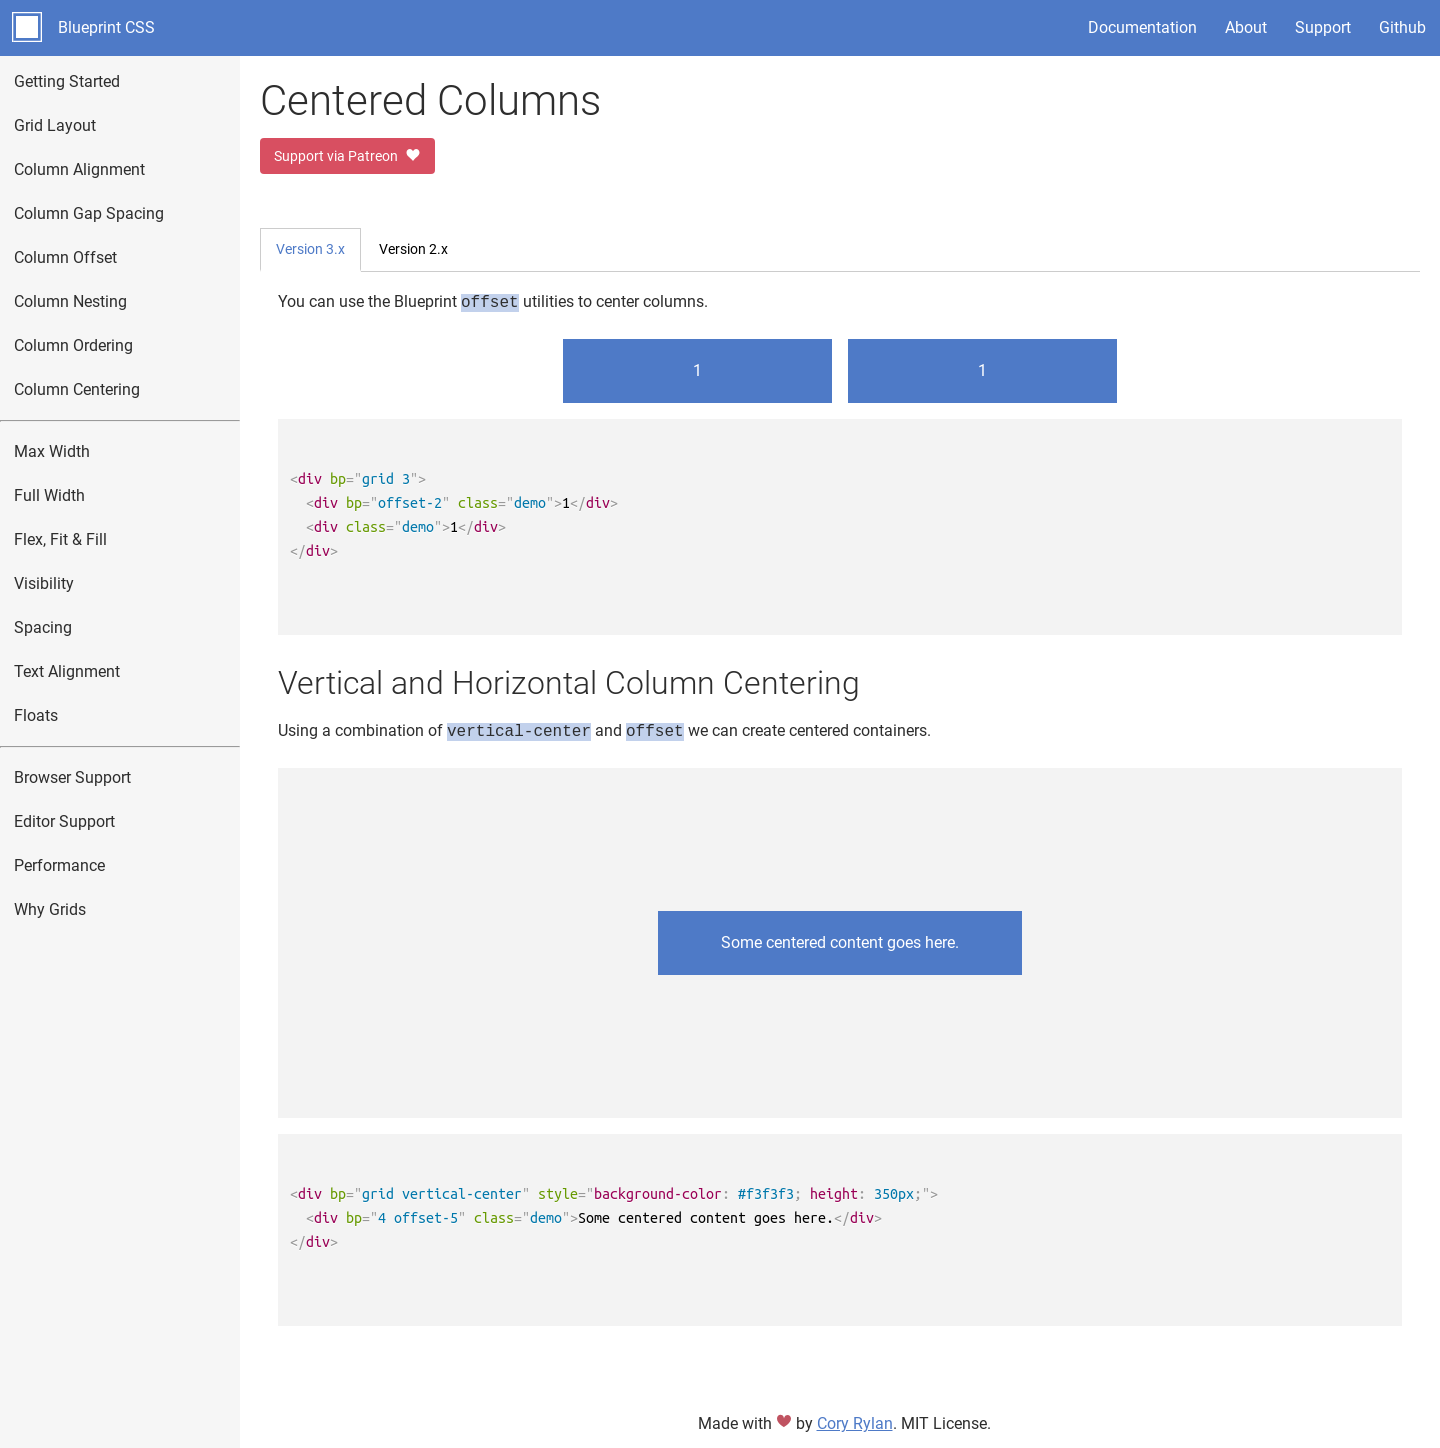 Blueprint CSS
Documentation About Support Github
Getting Started
Grid Layout
Column Alignment
Column Gap Spacing
Column Offset
Column Nesting
Column Ordering
Column Centering
Max Width
Full Width
Flex, Fit & Fill
Visibility
Spacing
Text Alignment
Floats
Browser Support
Editor Support
Performance
Why Grids
Centered Columns
Support via Patreon
Version 3.x Version 2.x
You can use the Blueprint offset utilities to center columns.
1 1
<div bp="grid 3">
  <div bp="offset-2" class="demo">1</div>
  <div class="demo">1</div>
</div>
Vertical and Horizontal Column Centering
Using a combination of vertical-center and offset we can create centered containers.
Some centered content goes here.
<div bp="grid vertical-center" style="background-color: #f3f3f3; height: 350px;">
  <div bp="4 offset-5" class="demo">Some centered content goes here.</div>
</div>
Made with by Cory Rylan. MIT License.